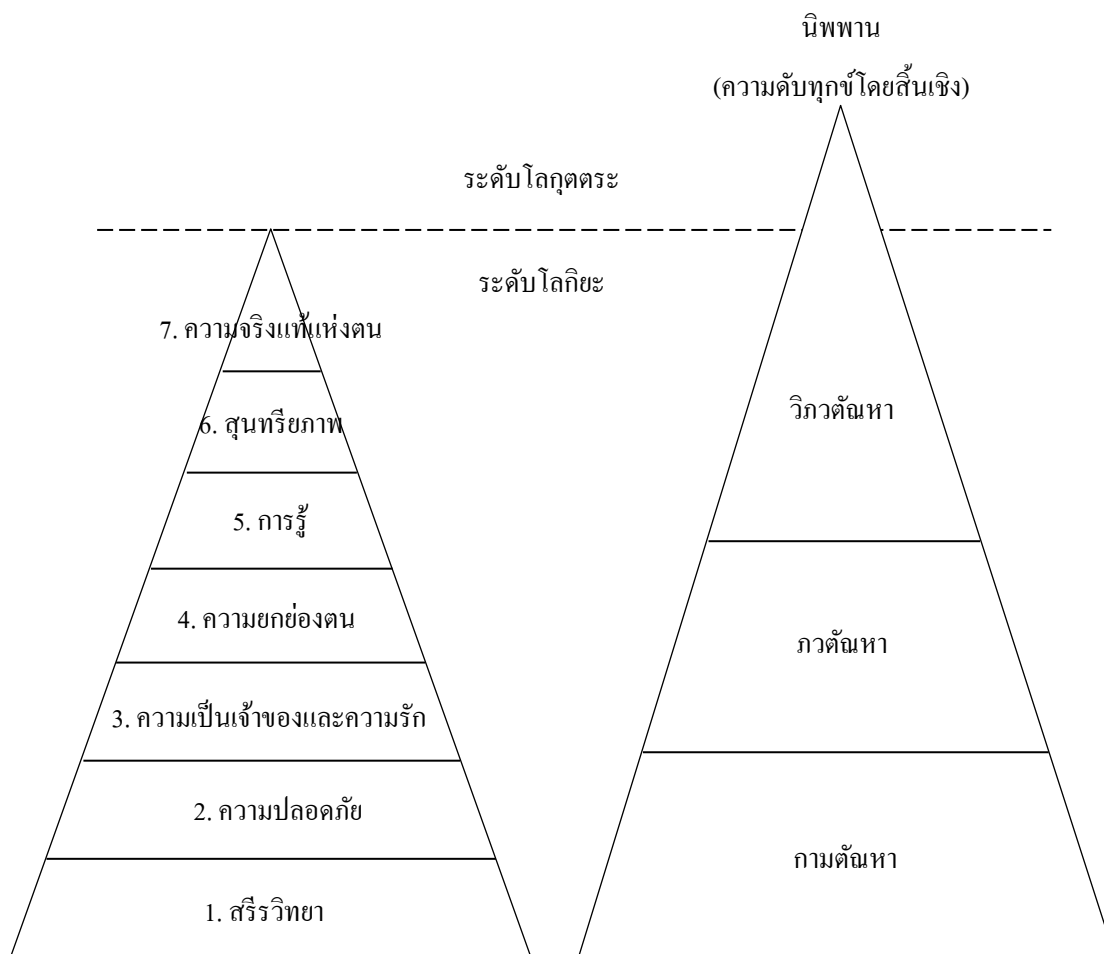 นิพพาน
(ความดับทุกข์โดยสิ้นเชิง)
ระดับโลกุตตระ
ระดับโลกิยะ
7. ความจริงแท้แห่งตน
6. สุนทรียภาพ
5. การรู้
4. ความยกย่องตน
3. ความเป็นเจ้าของและความรัก
2. ความปลอดภัย
1. สรีรวิทยา
วิภวตัณหา
ภวตัณหา
กามตัณหา